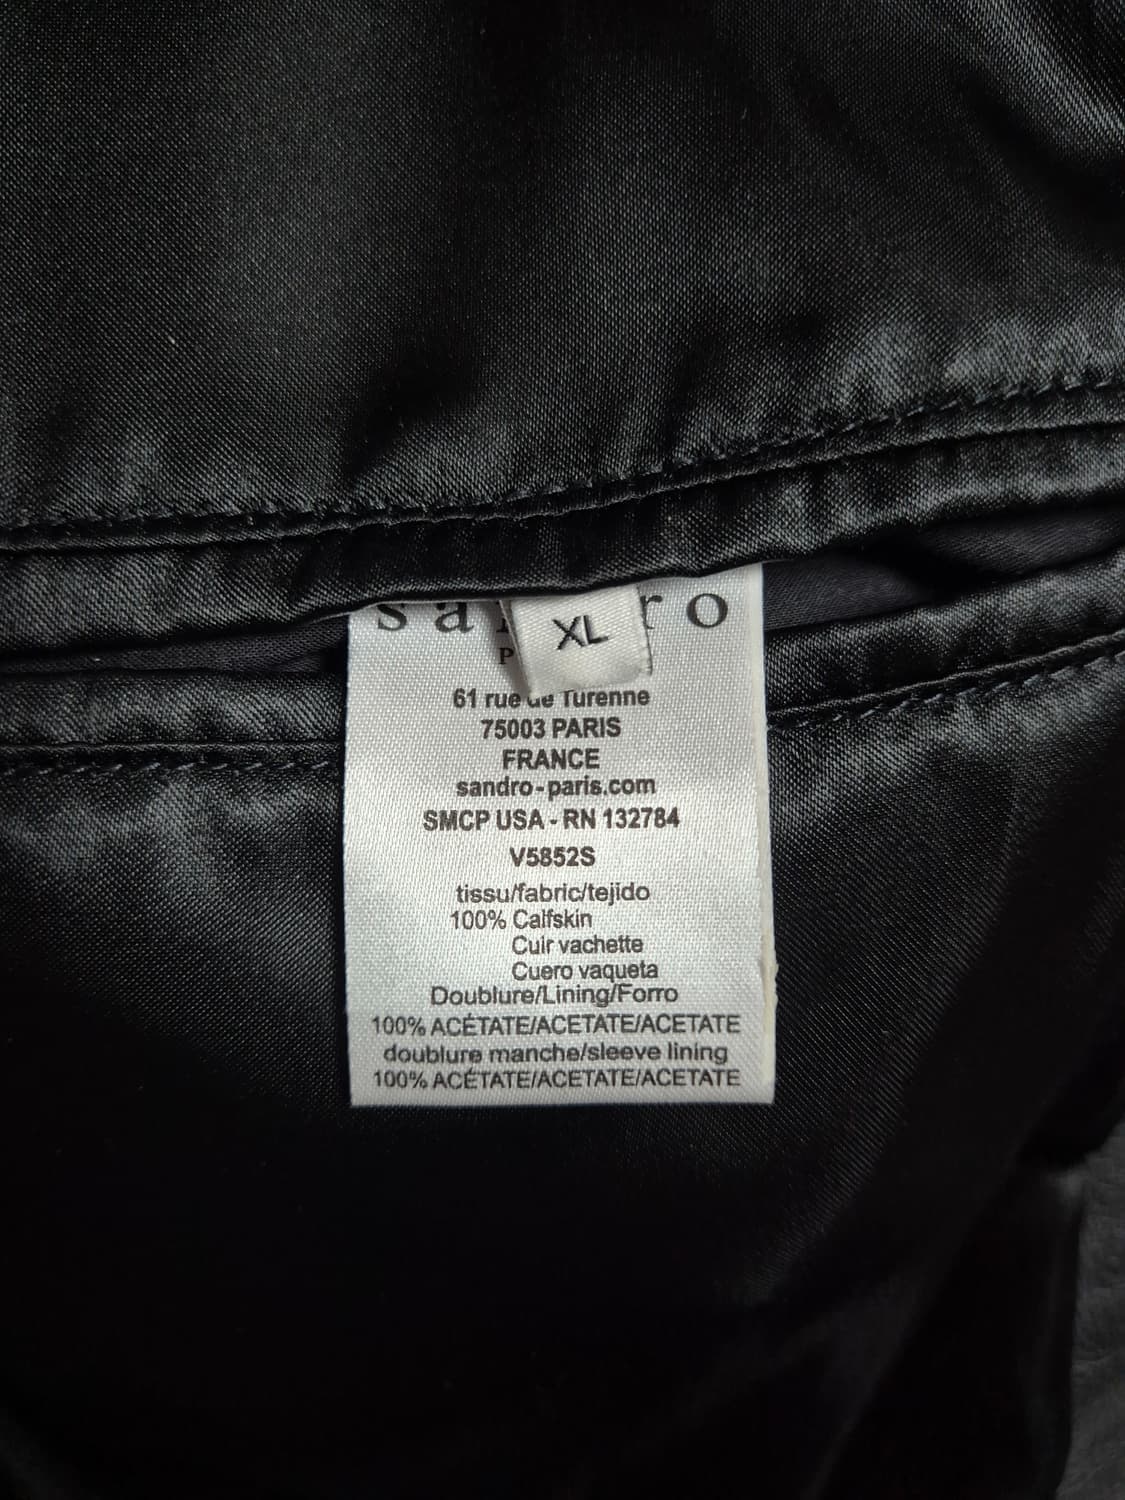 sandro
XL
61 rue de Turenne
75003 PARIS
FRANCE
sandro-paris.com
SMCP USA - RN 132784
V5852S
tissu/fabric/tejido
100% Calfskin
Cuir vachette
Cuero vaqueta
Doublure/Lining/Forro
100% ACÉTATE/ACETATE/ACETATE
doublure manche/sleeve lining
100% ACÉTATE/ACETATE/ACETATE